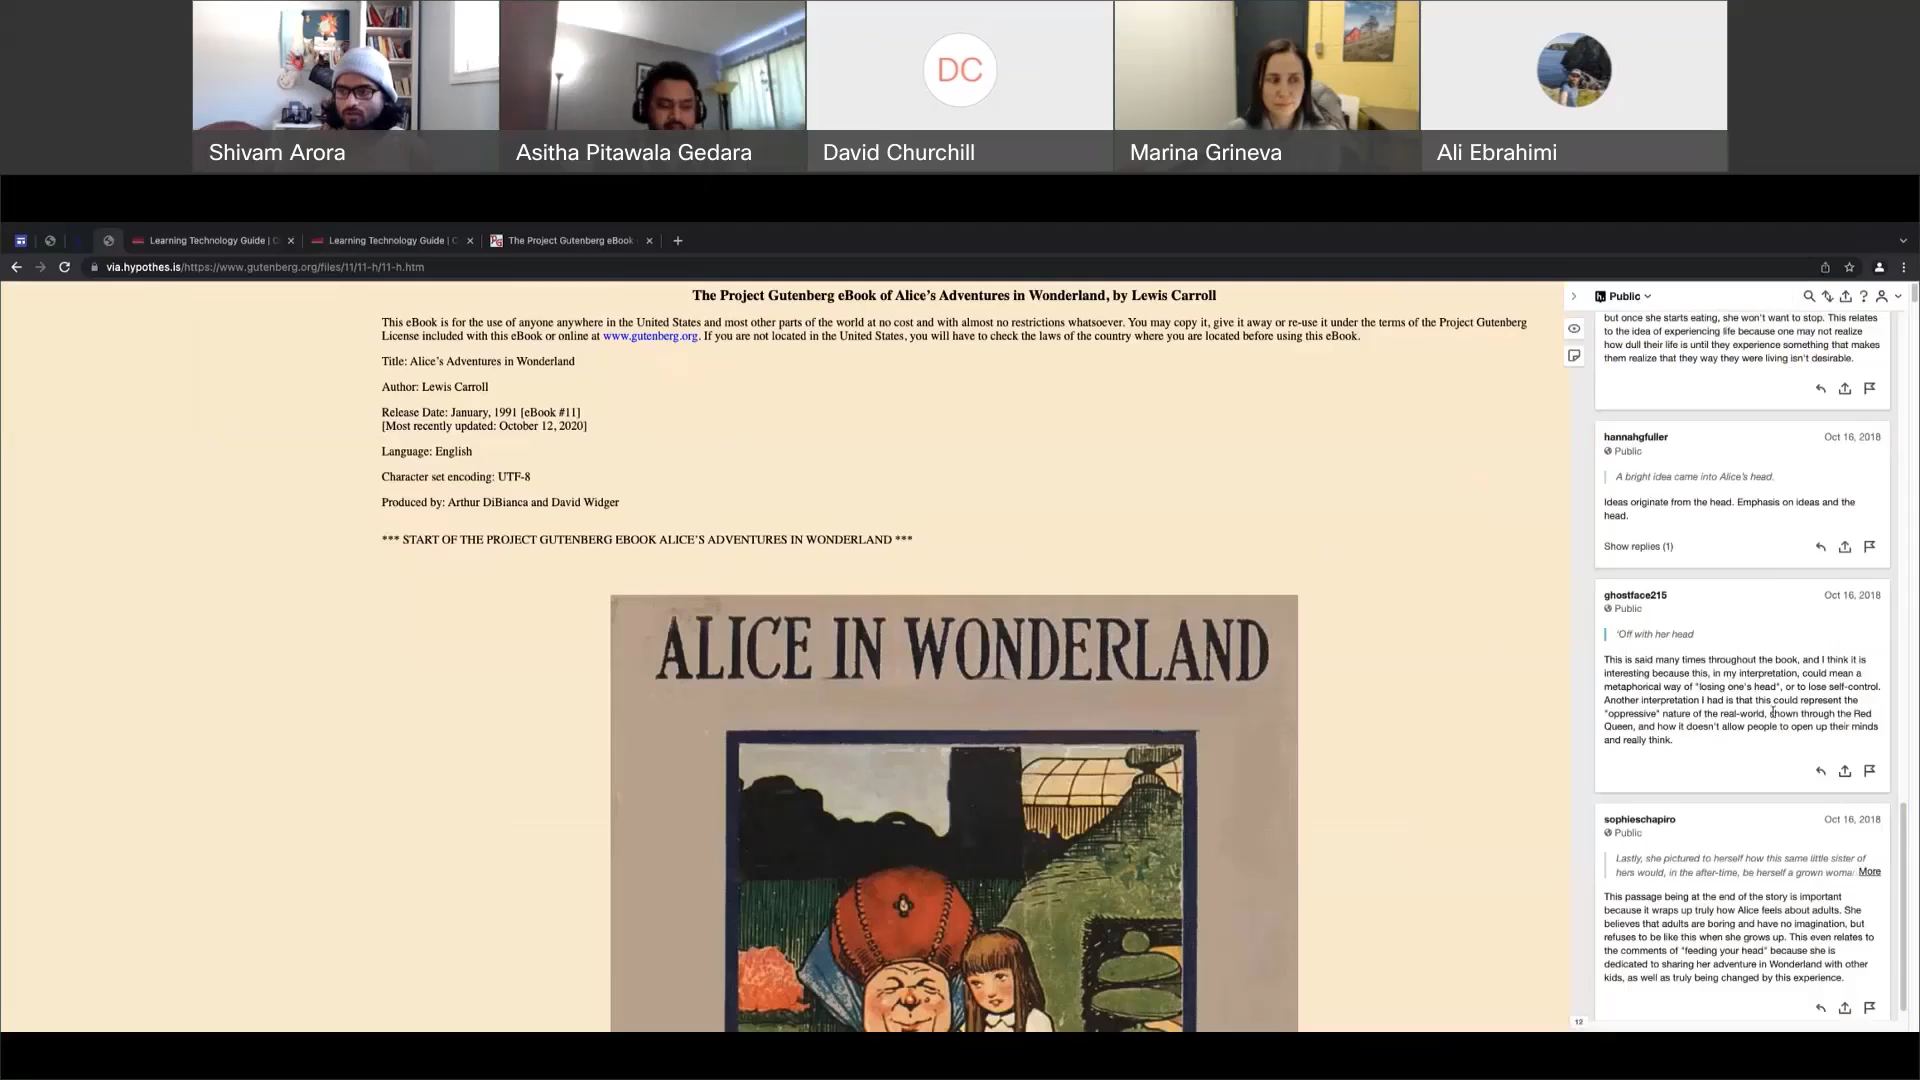 DC
Shivam Arora
Asitha Pitawala Gedara
David Churchill
Marina Grineva
Ali Ebrahimi
Learning Technology Guide | C
Learning Technology Guide | C
The Project Gutenberg eBook
via.hypothes.is/https://www.gutenberg.org/files/11/11-h/11-h.htm
The Project Gutenberg eBook of Alice’s Adventures in Wonderland, by Lewis Carroll
This eBook is for the use of anyone anywhere in the United States and most other parts of the world at no cost and with almost no restrictions whatsoever. You may copy it, give it away or re-use it under the terms of the Project Gutenberg
License included with this eBook or online at www.gutenberg.org. If you are not located in the United States, you will have to check the laws of the country where you are located before using this eBook.
Title: Alice’s Adventures in Wonderland
Author: Lewis Carroll
Release Date: January, 1991 [eBook #11]
[Most recently updated: October 12, 2020]
Language: English
Character set encoding: UTF-8
Produced by: Arthur DiBianca and David Widger
*** START OF THE PROJECT GUTENBERG EBOOK ALICE’S ADVENTURES IN WONDERLAND ***
ALICE IN WONDERLAND
Public
but once she starts eating, she won't want to stop. This relates
to the idea of experiencing life because one may not realize
how dull their life is until they experience something that makes
them realize that they way they were living isn't desirable.
hannahgfuller Oct 16, 2018
Public
A bright idea came into Alice's head.
Ideas originate from the head. Emphasis on ideas and the
head.
Show replies (1)
ghostface215 Oct 16, 2018
Public
‘Off with her head
This is said many times throughout the book, and I think it is
interesting because this, in my interpretation, could mean a
metaphorical way of "losing one's head", or to lose self-control.
Another interpretation I had is that this could represent the
"oppressive" nature of the real-world, shown through the Red
Queen, and how it doesn't allow people to open up their minds
and really think.
sophieschapiro Oct 16, 2018
Public
Lastly, she pictured to herself how this same little sister of
hers would, in the after-time, be herself a grown woma More
This passage being at the end of the story is important
because it wraps up truly how Alice feels about adults. She
believes that adults are boring and have no imagination, but
refuses to be like this when she grows up. This even relates to
the comments of "feeding your head" because she is
dedicated to sharing her adventure in Wonderland with other
kids, as well as truly being changed by this experience.
12